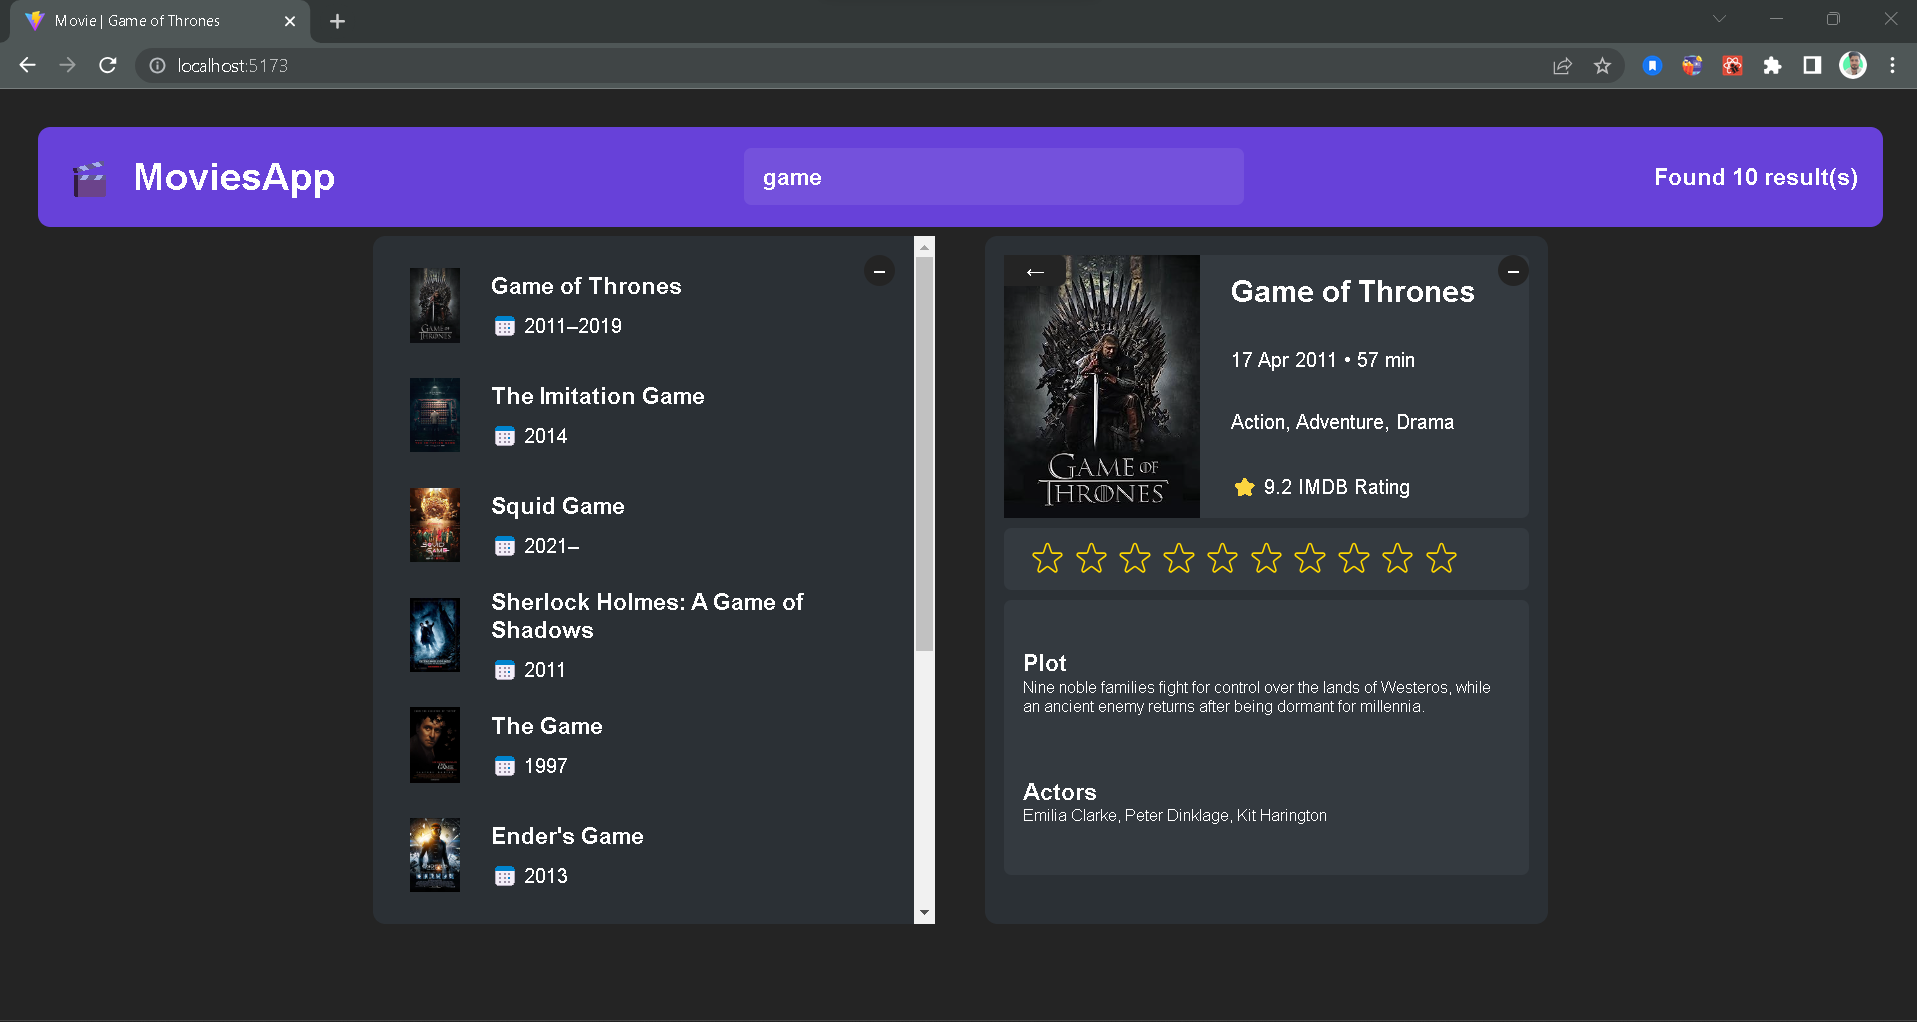 Movie | Game of Thrones
localhost:5173
MoviesApp
game
Found 10 result(s)
Game of Thrones
2011–2019
The Imitation Game
2014
Squid Game
2021–
Sherlock Holmes: A Game of
Shadows
2011
The Game
1997
Ender's Game
2013
←
GAME OF
THRONES
Game of Thrones
17 Apr 2011 • 57 min
Action, Adventure, Drama
9.2 IMDB Rating
Plot
Nine noble families fight for control over the lands of Westeros, while
an ancient enemy returns after being dormant for millennia.
Actors
Emilia Clarke, Peter Dinklage, Kit Harington